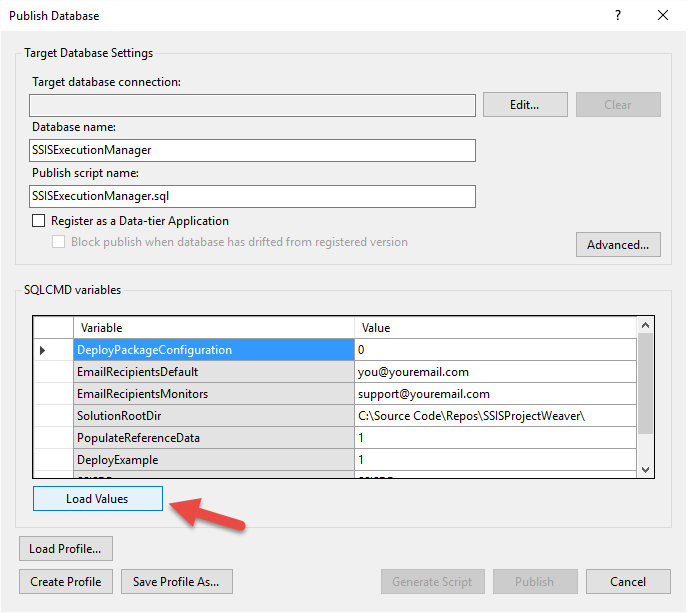 Publish Database ?
Target Database Settings
Target database connection:
Edit... Clear
Database name:
SSISExecutionManager
Publish script name:
SSISExecutionManager.sql
Register as a Data-tier Application
Block publish when database has drifted from registered version
Advanced...
SQLCMD variables
Variable Value
DeployPackageConfiguration 0
EmailRecipientsDefault you@youremail.com
EmailRecipientsMonitors support@youremail.com
SolutionRootDir C:\Source Code\Repos\SSISProjectWeaver\
PopulateReferenceData 1
DeployExample 1
Load Values
Load Profile...
Create Profile Save Profile As... Generate Script Publish Cancel